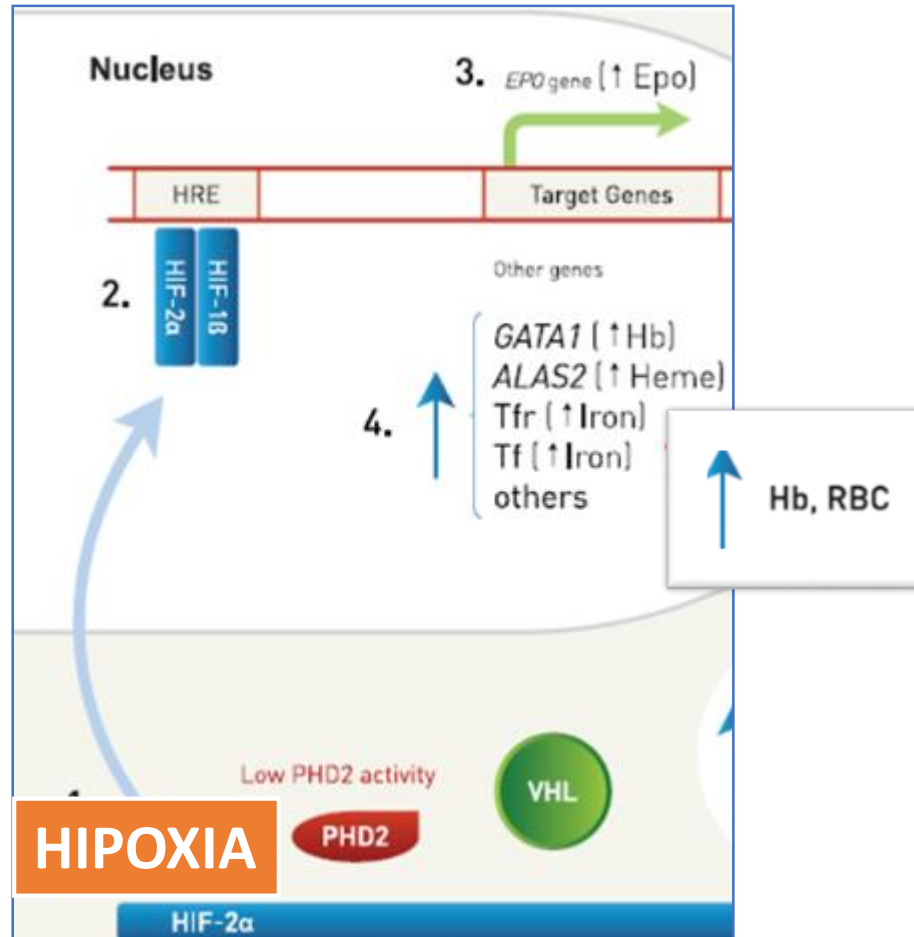 Nucleus
3. EPO gene (↑ Epo)
HRE
Target Genes
2.
HIF-2α
HIF-1ß
Other genes
GATA1 (↑Hb)
ALAS2 (↑ Heme)
4.
Tfr (↑Iron)
Tf (↑Iron)
others
Hb, RBC
Low PHD2 activity
PHD2
VHL
HIPOXIA
HIF-2α